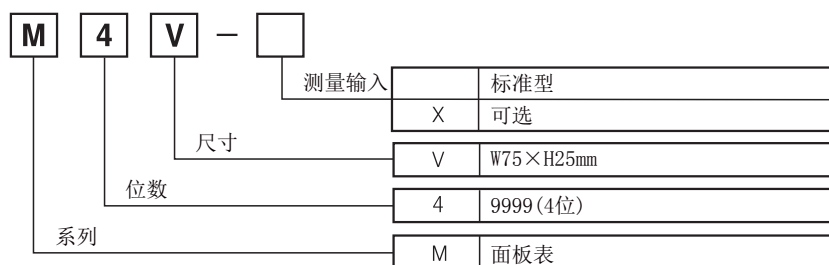 M 4 V －
测量输入 标准型
X 可选
尺寸 V W75×H25mm
位数 4 9999(4位)
系列 M 面板表